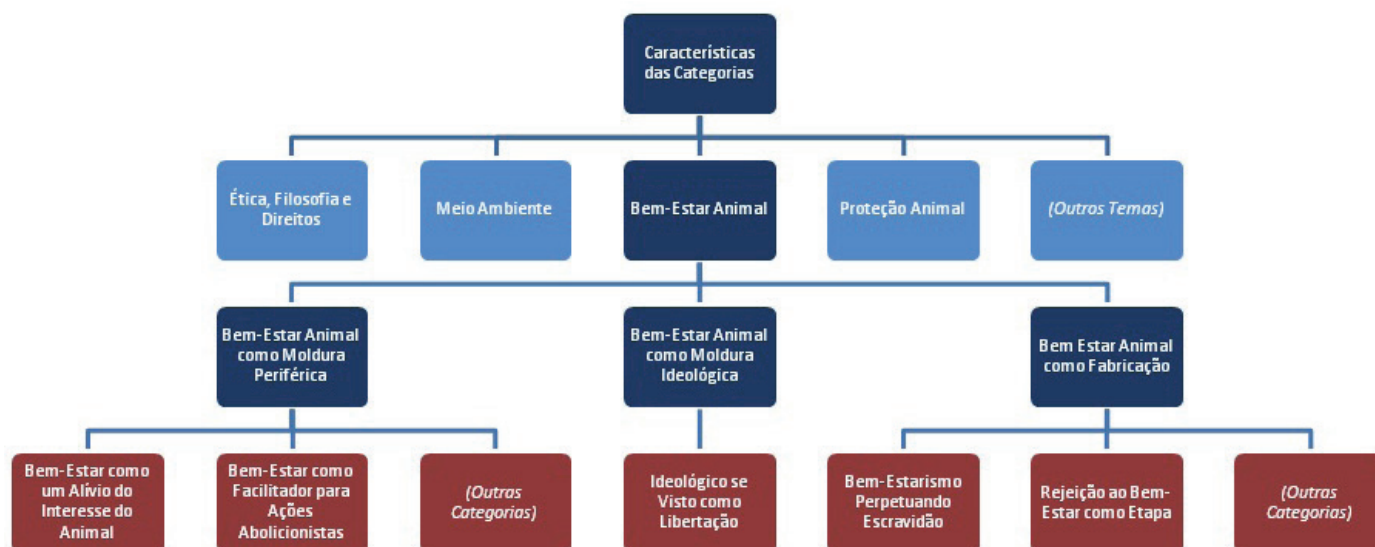 Características
das Categorias
Ética, Filosofia e
Direitos
Meio Ambiente
Bem-Estar Animal
Proteção Animal
(Outros Temas)
Bem-Estar Animal
como Moldura
Periférica
Bem-Estar Animal
como Moldura
Ideológica
Bem Estar Animal
como Fabricação
Bem-Estar como
um Alívio do
Interesse do
Animal
Bem-Estar como
Facilitador para
Ações
Abolicionistas
(Outras
Categorias)
Ideológico se
Visto como
Libertação
Bem-Estarismo
Perpetuando
Escravidão
Rejeição ao Bem-
Estar como Etapa
(Outras
Categorias)